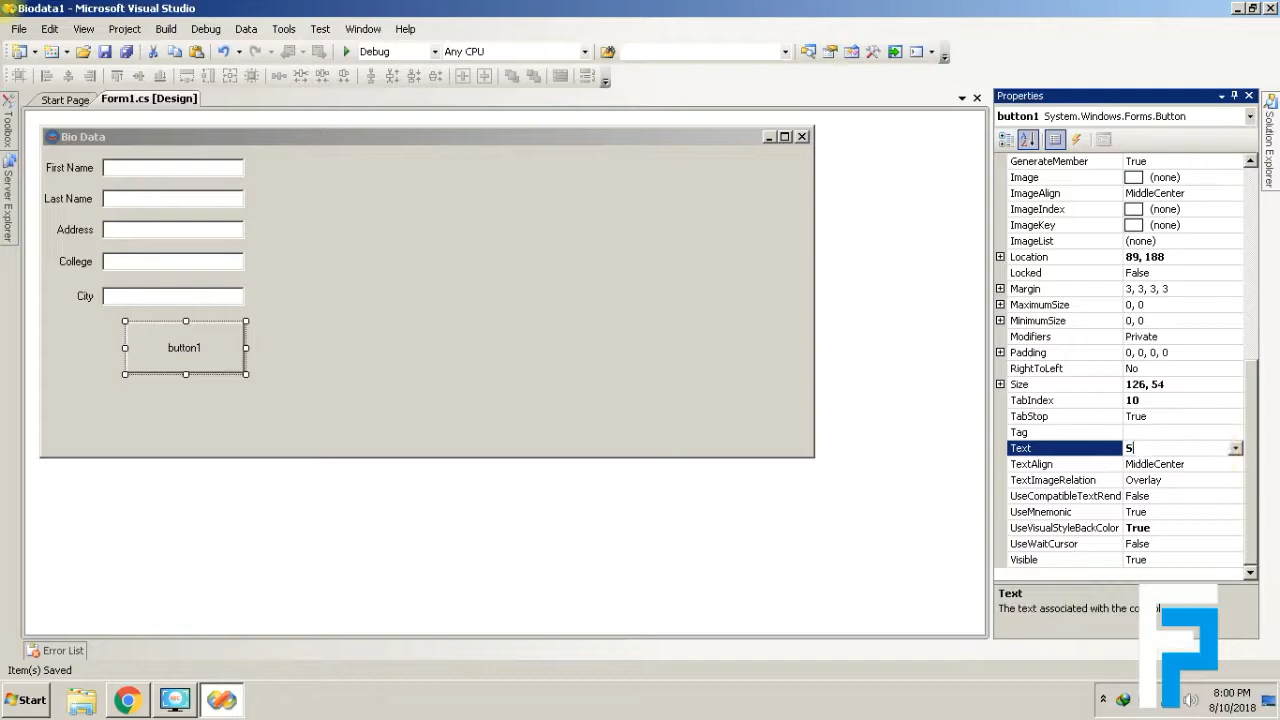 Biodata1 - Microsoft Visual Studio
File Edit View Project Build Debug Data Tools Test Window Help
Debug Any CPU
Start Page Form1.cs [Design]
Toolbox
Server Explorer
Bio Data
First Name
Last Name
Address
College
City
button1
Properties
button1 System.Windows.Forms.Button
GenerateMember True
Image (none)
ImageAlign MiddleCenter
ImageIndex (none)
ImageKey (none)
ImageList (none)
Location 89, 188
Locked False
Margin 3, 3, 3, 3
MaximumSize 0, 0
MinimumSize 0, 0
Modifiers Private
Padding 0, 0, 0, 0
RightToLeft No
Size 126, 54
TabIndex 10
TabStop True
Tag
Text S
TextAlign MiddleCenter
TextImageRelation Overlay
UseCompatibleTextRend False
UseMnemonic True
UseVisualStyleBackColor True
UseWaitCursor False
Visible True
Text
The text associated with the
Solution Explorer
Error List
Item(s) Saved
Start
8:00 PM
8/10/2018